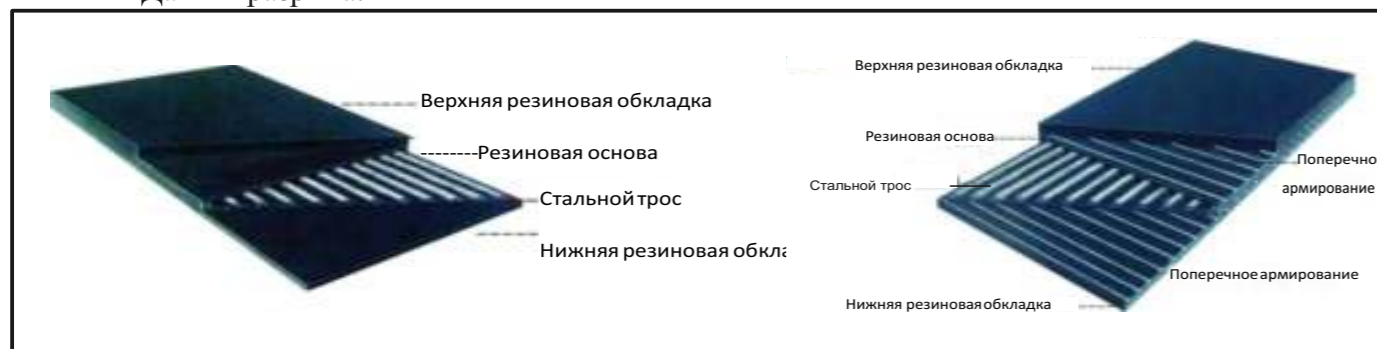 Верхняя резиновая обкладка
Резиновая основа
Стальной трос
Нижняя резиновая обкла
Верхняя резиновая обкладка
Резиновая основа
Стальной трос
Поперечно
армирование
Поперечное армирование
Нижняя резиновая обкладка